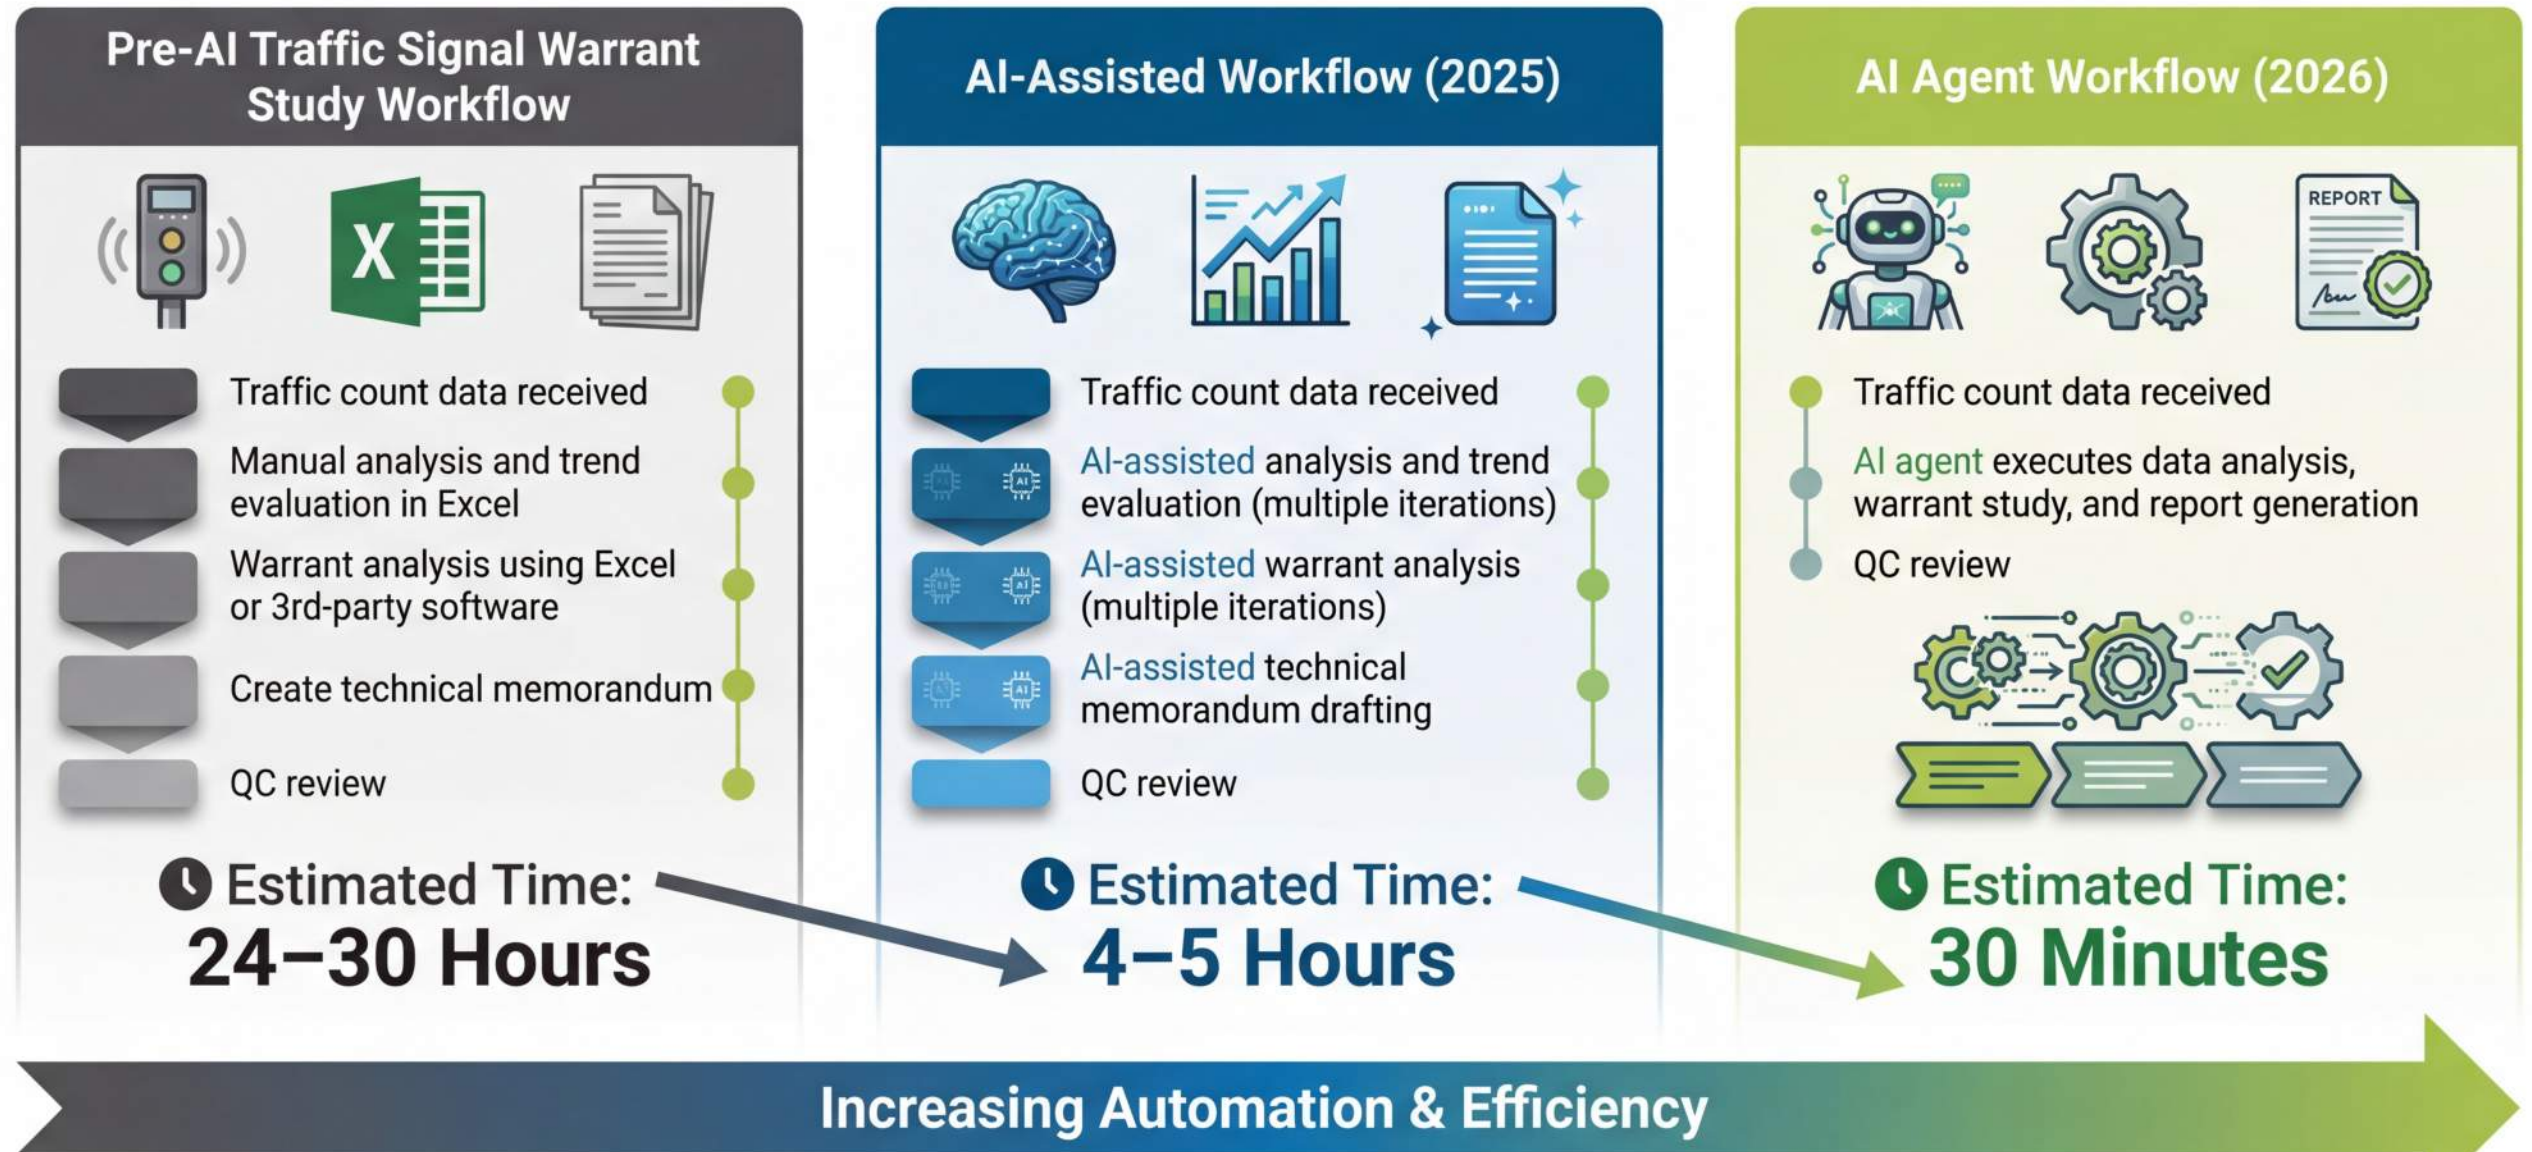 Pre-AI Traffic Signal Warrant
Study Workflow
X
Traffic count data received
Manual analysis and trend
evaluation in Excel
Warrant analysis using Excel
or 3rd-party software
Create technical memorandum
QC review
Estimated Time:
24–30 Hours
AI-Assisted Workflow (2025)
Traffic count data received
AI-assisted analysis and trend
evaluation (multiple iterations)
AI
AI-assisted warrant analysis
(multiple iterations)
AI
AI-assisted technical
memorandum drafting
AI
QC review
Estimated Time:
4–5 Hours
AI Agent Workflow (2026)
REPORT
Traffic count data received
AI agent executes data analysis,
warrant study, and report generation
QC review
Estimated Time:
30 Minutes
Increasing Automation & Efficiency